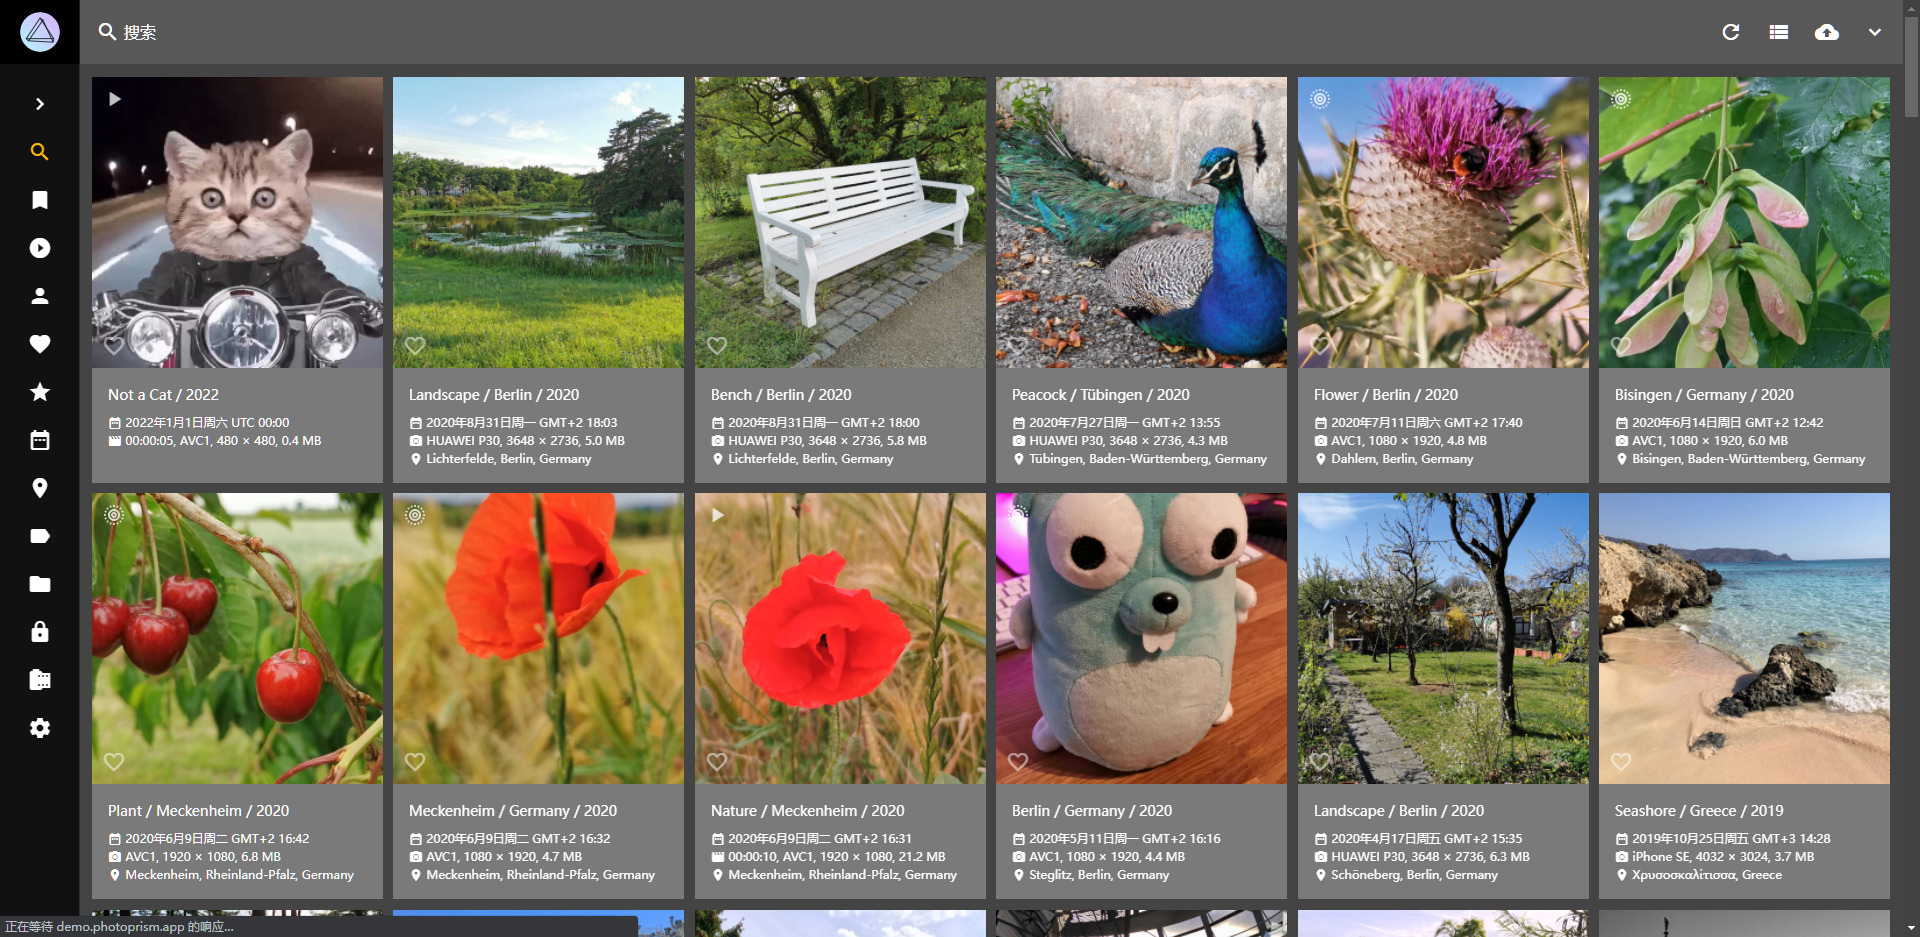 搜索
Not a Cat / 2022
2022年1月1日周六 UTC 00:00
00:00:05, AVC1, 480 × 480, 0.4 MB
Landscape / Berlin / 2020
2020年8月31日周一 GMT+2 18:03
HUAWEI P30, 3648 × 2736, 5.0 MB
Lichterfelde, Berlin, Germany
Bench / Berlin / 2020
2020年8月31日周一 GMT+2 18:00
HUAWEI P30, 3648 × 2736, 5.8 MB
Lichterfelde, Berlin, Germany
Peacock / Tübingen / 2020
2020年7月27日周一 GMT+2 13:55
HUAWEI P30, 3648 × 2736, 4.3 MB
Tübingen, Baden-Württemberg, Germany
Flower / Berlin / 2020
2020年7月11日周六 GMT+2 17:40
AVC1, 1080 × 1920, 4.8 MB
Dahlem, Berlin, Germany
Bisingen / Germany / 2020
2020年6月14日周日 GMT+2 12:42
AVC1, 1080 × 1920, 6.0 MB
Bisingen, Baden-Württemberg, Germany
Plant / Meckenheim / 2020
2020年6月9日周二 GMT+2 16:42
AVC1, 1920 × 1080, 6.8 MB
Meckenheim, Rheinland-Pfalz, Germany
Meckenheim / Germany / 2020
2020年6月9日周二 GMT+2 16:32
AVC1, 1080 × 1920, 4.7 MB
Meckenheim, Rheinland-Pfalz, Germany
Nature / Meckenheim / 2020
2020年6月9日周二 GMT+2 16:31
00:00:10, AVC1, 1920 × 1080, 21.2 MB
Meckenheim, Rheinland-Pfalz, Germany
Berlin / Germany / 2020
2020年5月11日周一 GMT+2 16:16
AVC1, 1080 × 1920, 4.4 MB
Steglitz, Berlin, Germany
Landscape / Berlin / 2020
2020年4月17日周五 GMT+2 15:35
HUAWEI P30, 3648 × 2736, 6.3 MB
Schöneberg, Berlin, Germany
Seashore / Greece / 2019
2019年10月25日周五 GMT+3 14:28
iPhone SE, 4032 × 3024, 3.7 MB
Χρυσοσκαλίτισσα, Greece
正在等待 demo.photoprism.app 的响应...